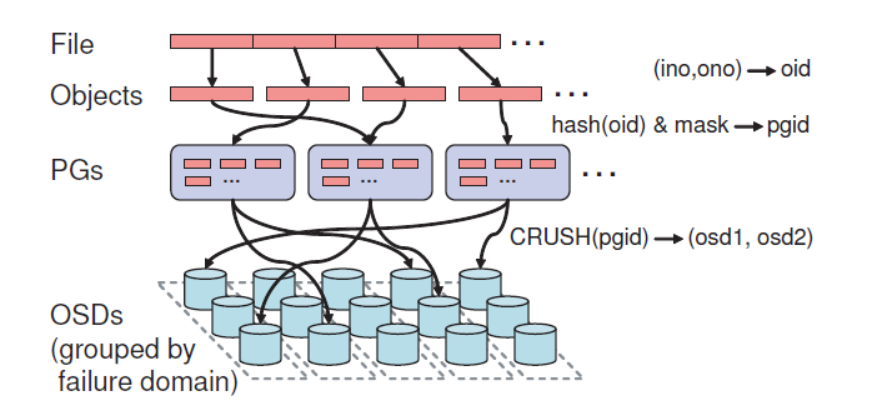 File
...
(ino,ono) → oid
Objects
...
hash(oid) & mask → pgid
PGs
...
...
...
...
CRUSH(pgid) → (osd1, osd2)
OSDs
(grouped by
failure domain)